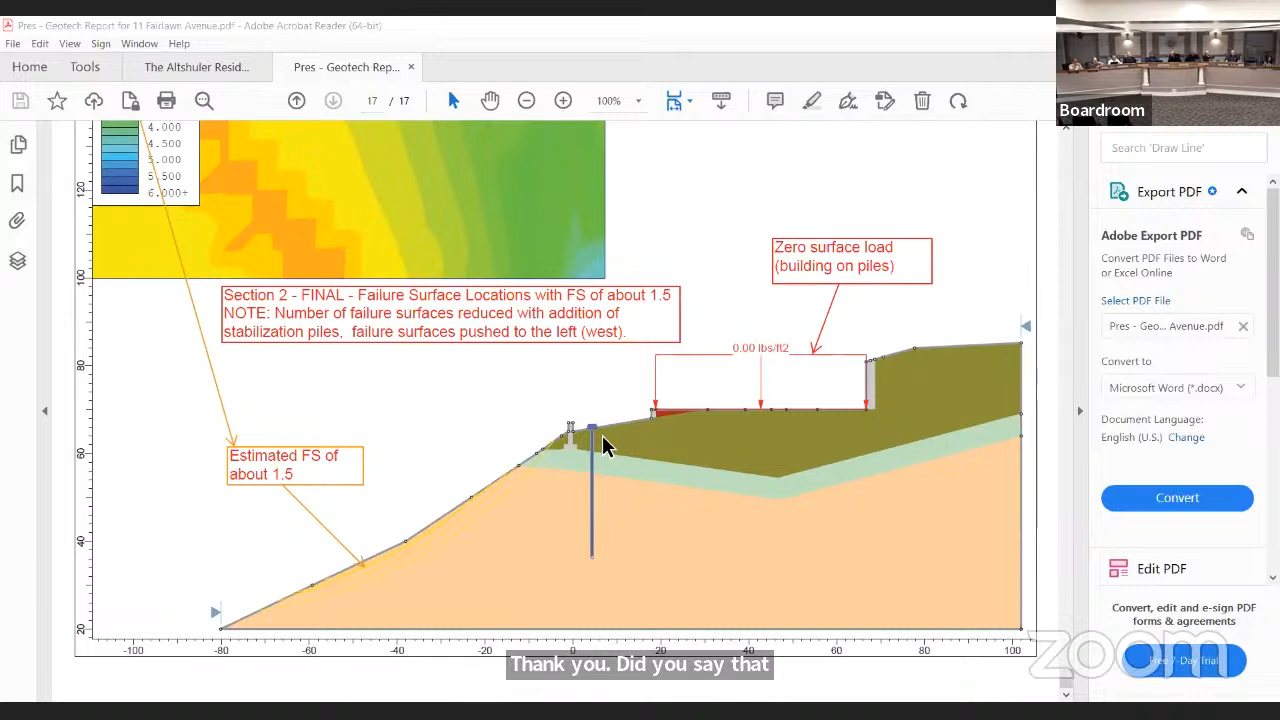 Pres - Geotech Report for 11 Fairlawn Avenue.pdf - Adobe Acrobat Reader (64-bit)
File Edit View Sign Window Help
Home Tools The Altshuler Resid... Pres - Geotech Rep... ×
17 / 17 100%
Boardroom
Search 'Draw Line'
Export PDF
Adobe Export PDF
Convert PDF Files to Word
or Excel Online
Select PDF File
Pres - Geo... Avenue.pdf
Convert to
Microsoft Word (*.docx)
Document Language:
English (U.S.) Change
Convert
Edit PDF
Convert, edit and e-sign PDF
forms & agreements
Free 7-Day Trial
4.000
4.500
5.000
5.500
6.000+
Zero surface load
(building on piles)
Section 2 - FINAL - Failure Surface Locations with FS of about 1.5
NOTE: Number of failure surfaces reduced with addition of
stabilization piles, failure surfaces pushed to the left (west).
0.00 lbs/ft2
Estimated FS of
about 1.5
120
100
80
60
40
20
-100 -80 -60 -40 -20 0 20 40 60 80 100
Thank you. Did you say that
zoom